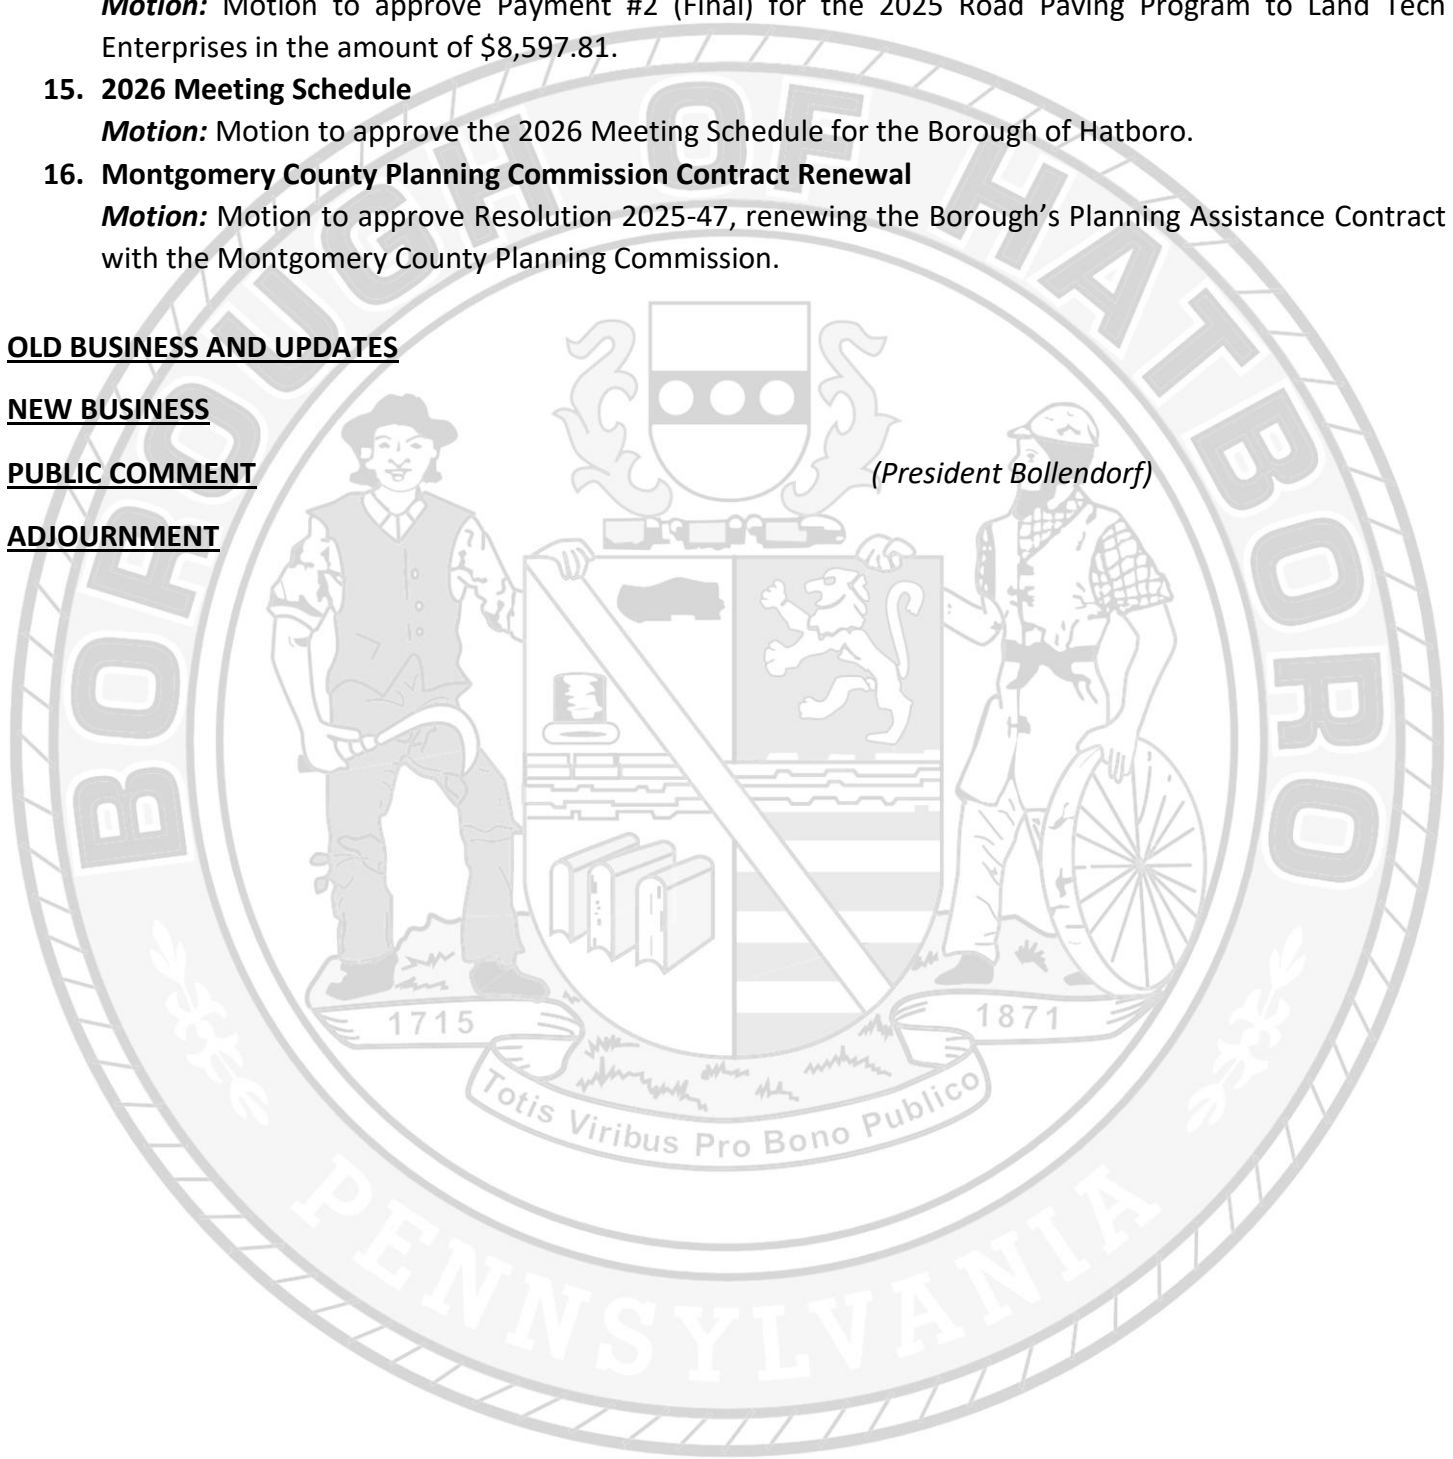 Motion: Motion to approve Payment #2 (Final) for the 2025 Road Paving Program to Land Tech
Enterprises in the amount of $8,597.81.
15. 2026 Meeting Schedule
Motion: Motion to approve the 2026 Meeting Schedule for the Borough of Hatboro.
16. Montgomery County Planning Commission Contract Renewal
Motion: Motion to approve Resolution 2025-47, renewing the Borough’s Planning Assistance Contract
with the Montgomery County Planning Commission.
OLD BUSINESS AND UPDATES
NEW BUSINESS
PUBLIC COMMENT (President Bollendorf)
ADJOURNMENT
BOROUGH OF HATBORO
1715
1871
Totis Viribus Pro Bono Publico
PENNSYLVANIA